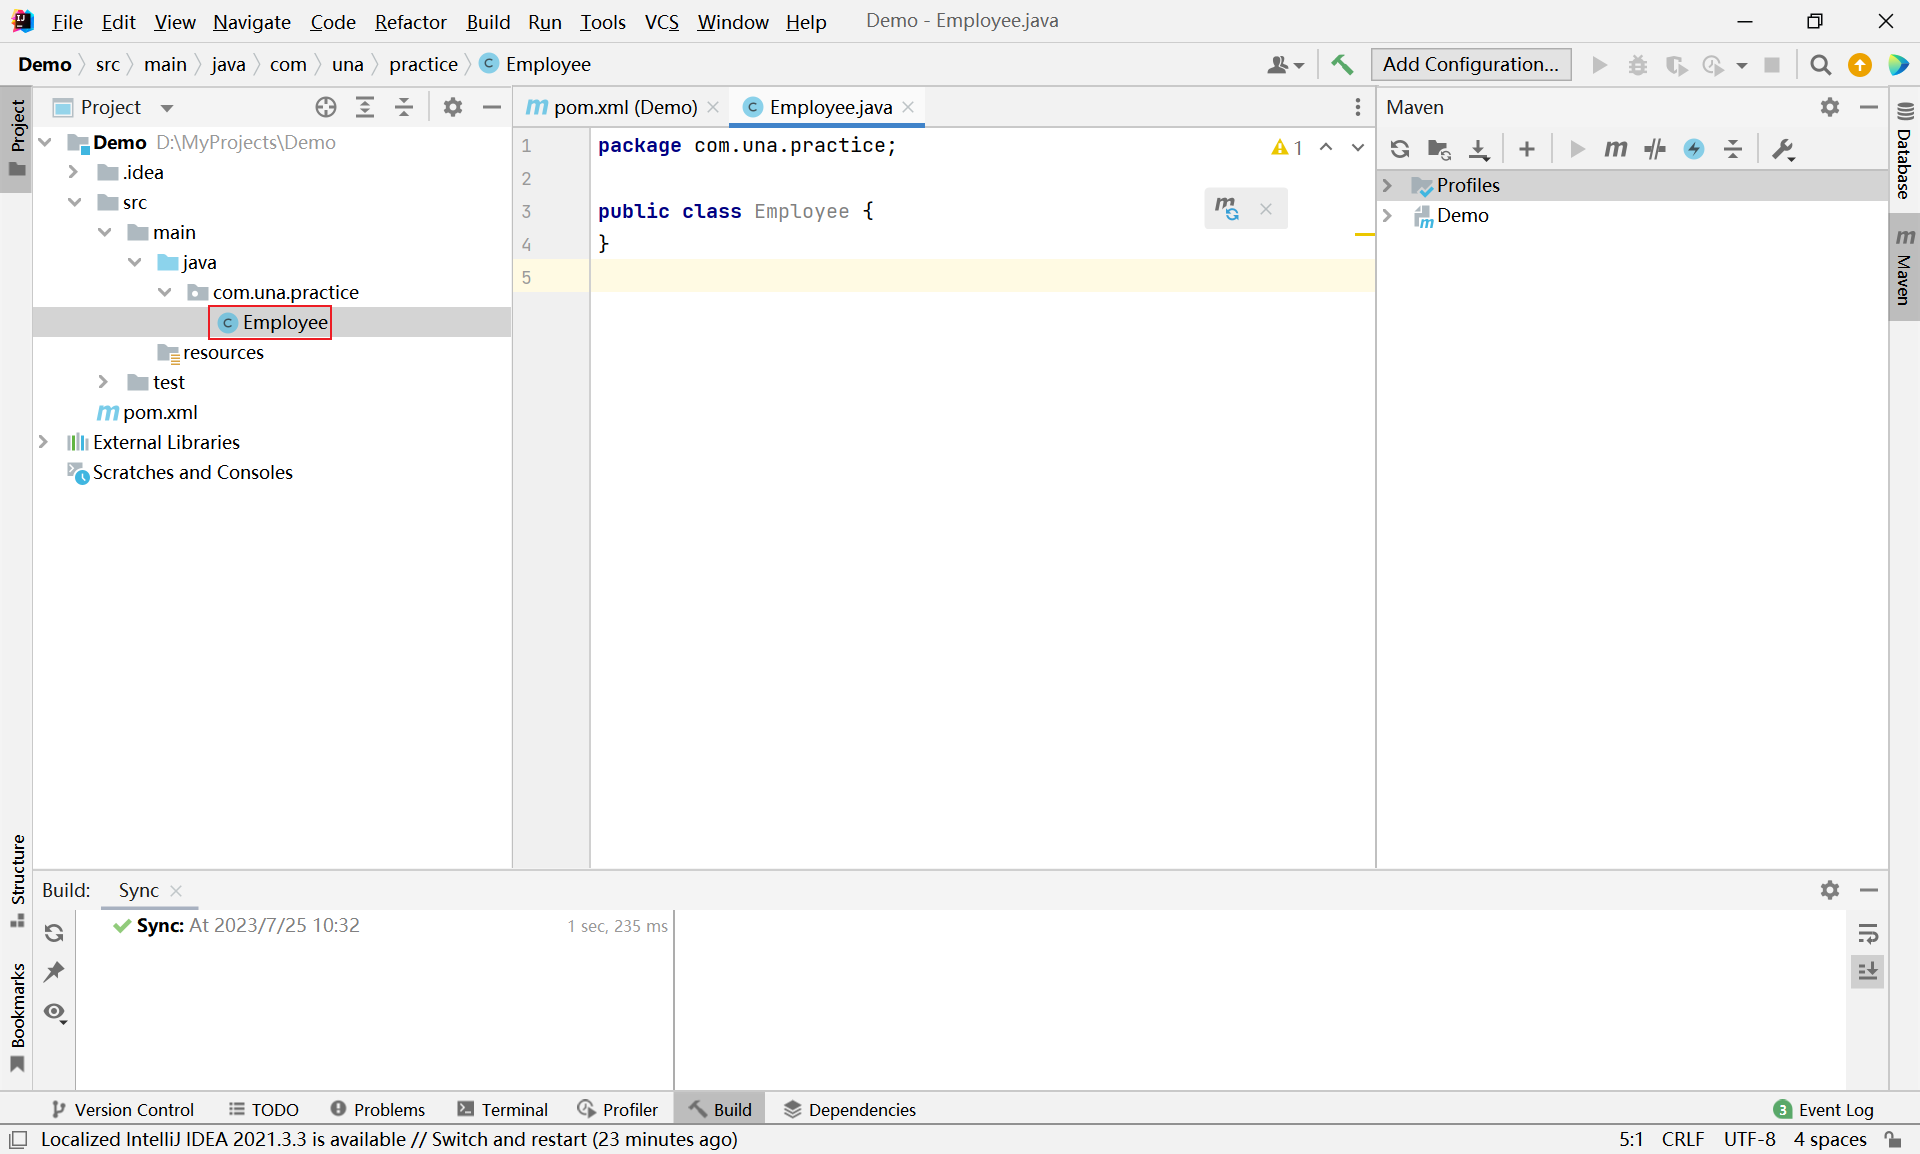 File Edit View Navigate Code Refactor Build Run Tools VCS Window Help Demo - Employee.java
Demo src main java com una practice C Employee Add Configuration...
Project
Project
Demo D:\MyProjects\Demo
.idea
src
main
java
com.una.practice
C Employee
resources
test
m pom.xml
External Libraries
Scratches and Consoles
Structure
Bookmarks
m pom.xml (Demo) C Employee.java
1 package com.una.practice;
2
3 public class Employee {
4 }
5
1
m
Maven
m
Profiles
m Demo
Database
m Maven
Build: Sync
Sync: At 2023/7/25 10:32 1 sec, 235 ms
Version Control TODO Problems Terminal Profiler Build Dependencies 3 Event Log
Localized IntelliJ IDEA 2021.3.3 is available // Switch and restart (23 minutes ago) 5:1 CRLF UTF-8 4 spaces